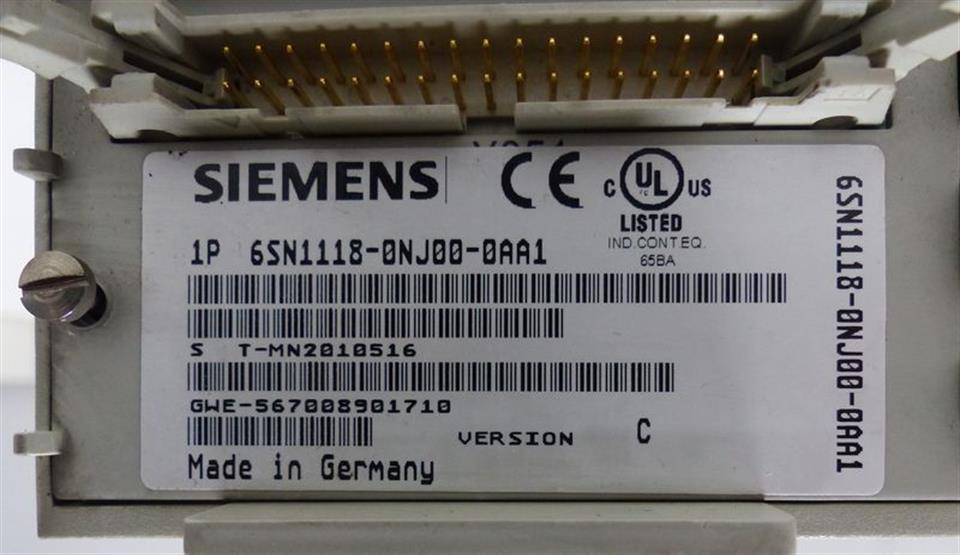 SIEMENS
CE
C UL US
LISTED
IND.CONT.EQ.
65BA
1P 6SN1118-0NJ00-0AA1
S T-MN2010516
GWE-567008901710
VERSION C
Made in Germany
6SN1118-0NJ00-0AA1